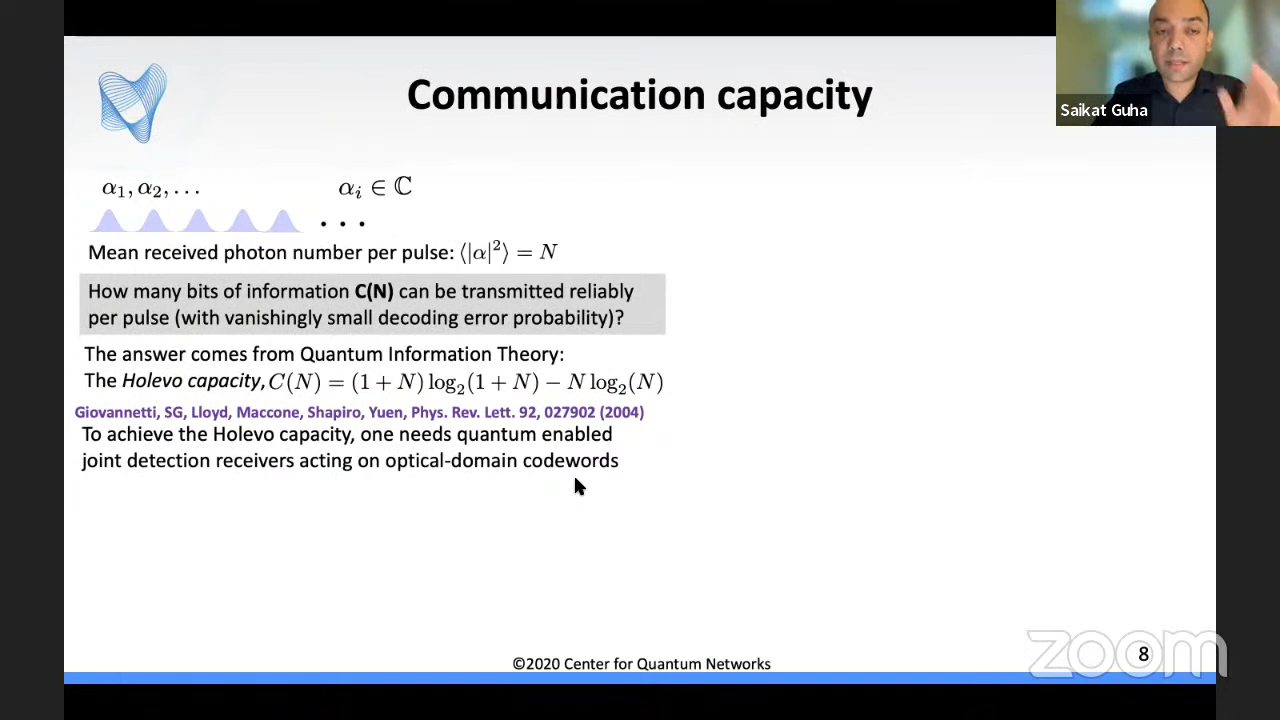 Communication capacity
Saikat Guha
α₁, α₂, … αᵢ ∈ ℂ
Mean received photon number per pulse: ⟨|α|²⟩ = N
How many bits of information C(N) can be transmitted reliably
per pulse (with vanishingly small decoding error probability)?
The answer comes from Quantum Information Theory:
The Holevo capacity, C(N) = (1 + N) log₂(1 + N) − N log₂(N)
Giovannetti, SG, Lloyd, Maccone, Shapiro, Yuen, Phys. Rev. Lett. 92, 027902 (2004)
To achieve the Holevo capacity, one needs quantum enabled
joint detection receivers acting on optical-domain codewords
©2020 Center for Quantum Networks
8
zoom